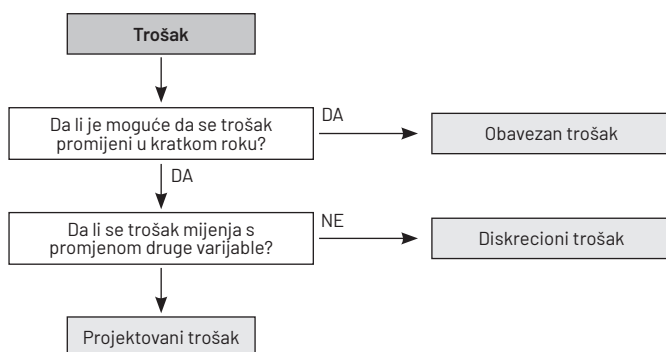 Trošak
Da li je moguće da se trošak
promijeni u kratkom roku?
DA
Obavezan trošak
DA
Da li se trošak mijenja s
promjenom druge varijable?
NE
Diskrecioni trošak
Projektovani trošak